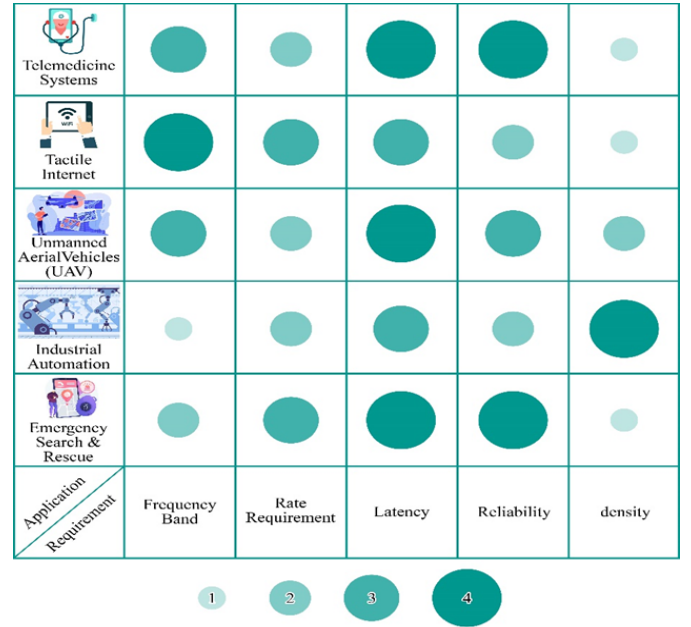 Telemedicine
Systems
WiFi
Tactile
Internet
Unmanned
AerialVehicles
(UAV)
Industrial
Automation
Emergency
Search &
Rescue
Application
Requirement
Frequency
Band
Rate
Requirement
Latency
Reliability
density
1
2
3
4